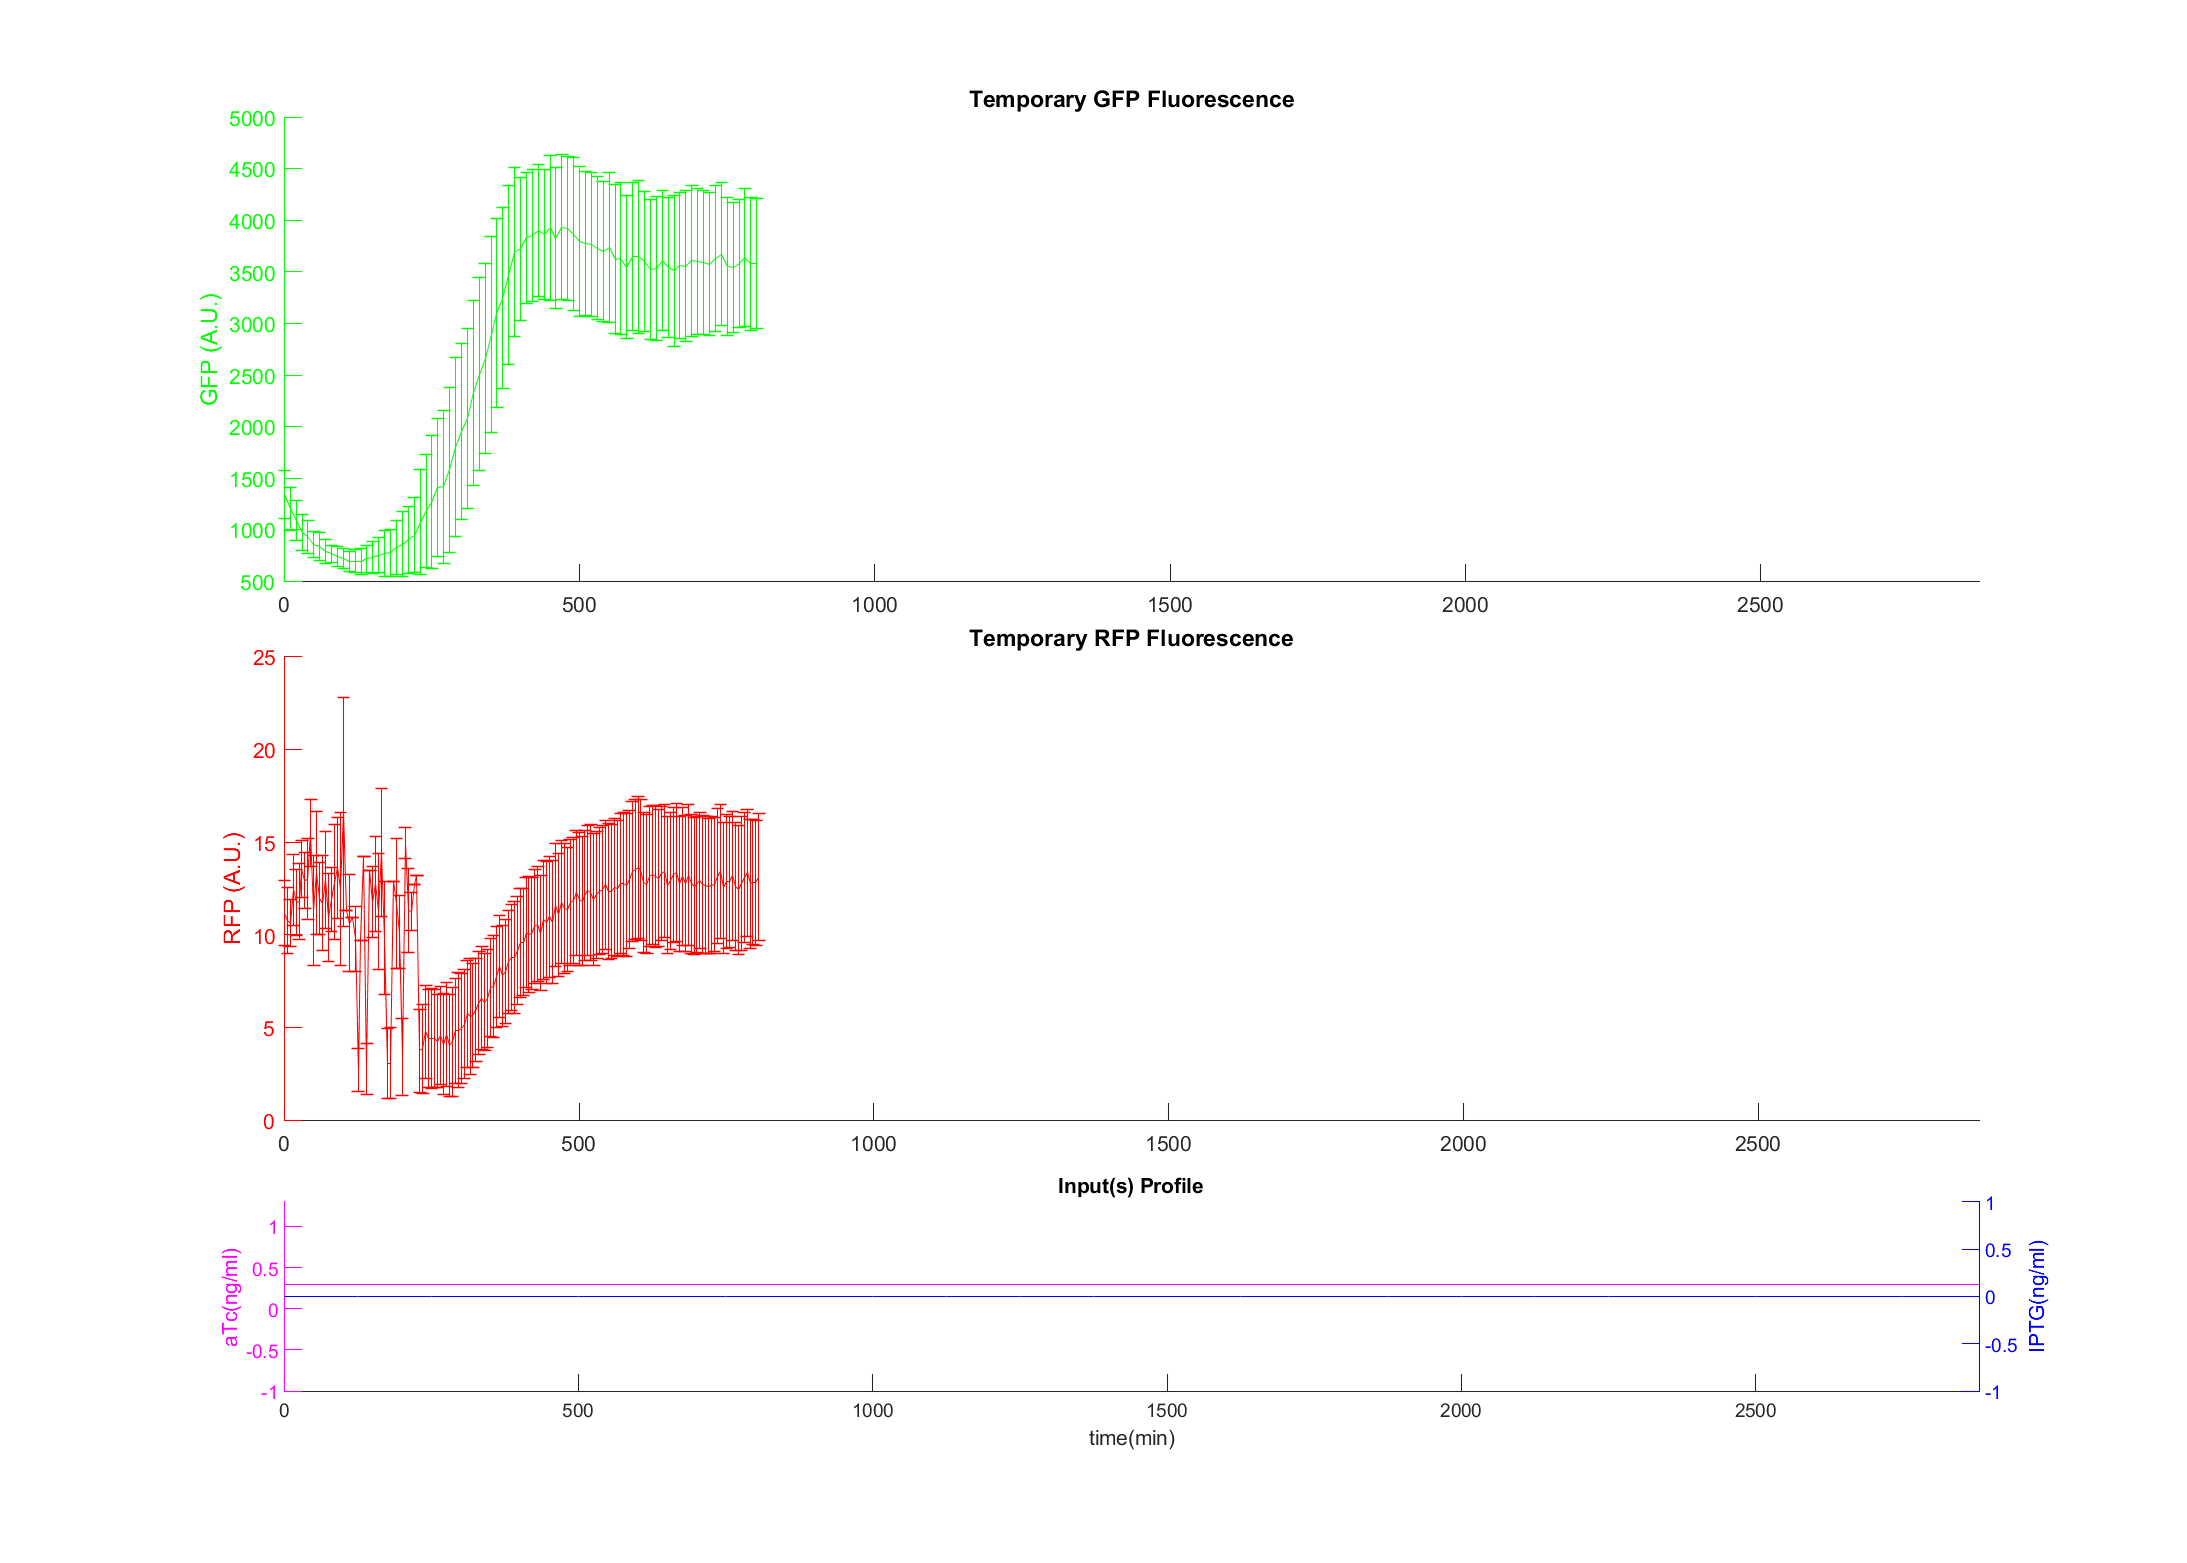 Temporary GFP Fluorescence
5000
4500
4000
3500
3000
2500
2000
1500
1000
500
GFP (A.U.)
0 500 1000 1500 2000 2500
Temporary RFP Fluorescence
25
20
15
10
5
0
RFP (A.U.)
0 500 1000 1500 2000 2500
Input(s) Profile
1
0.5
0
-0.5
-1
aTc(ng/ml)
1
0.5
0
-0.5
-1
IPTG(ng/ml)
0 500 1000 1500 2000 2500
time(min)